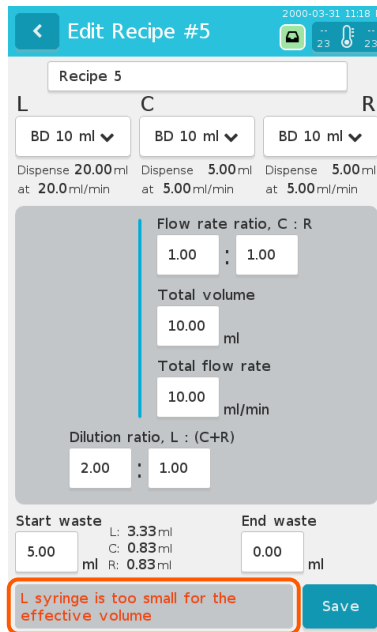 2000-03-31 11:18
Edit Recipe #5
-- 23 -- 23
Recipe 5
L C R
BD 10 ml BD 10 ml BD 10 ml
Dispense 20.00 ml Dispense 5.00 ml Dispense 5.00 ml
at 20.0 ml/min at 5.00 ml/min at 5.00 ml/min
Flow rate ratio, C : R
1.00 : 1.00
Total volume
10.00 ml
Total flow rate
10.00 ml/min
Dilution ratio, L : (C+R)
2.00 : 1.00
Start waste End waste
L: 3.33 ml
5.00 ml C: 0.83 ml 0.00 ml
R: 0.83 ml
L syringe is too small for the
effective volume
Save